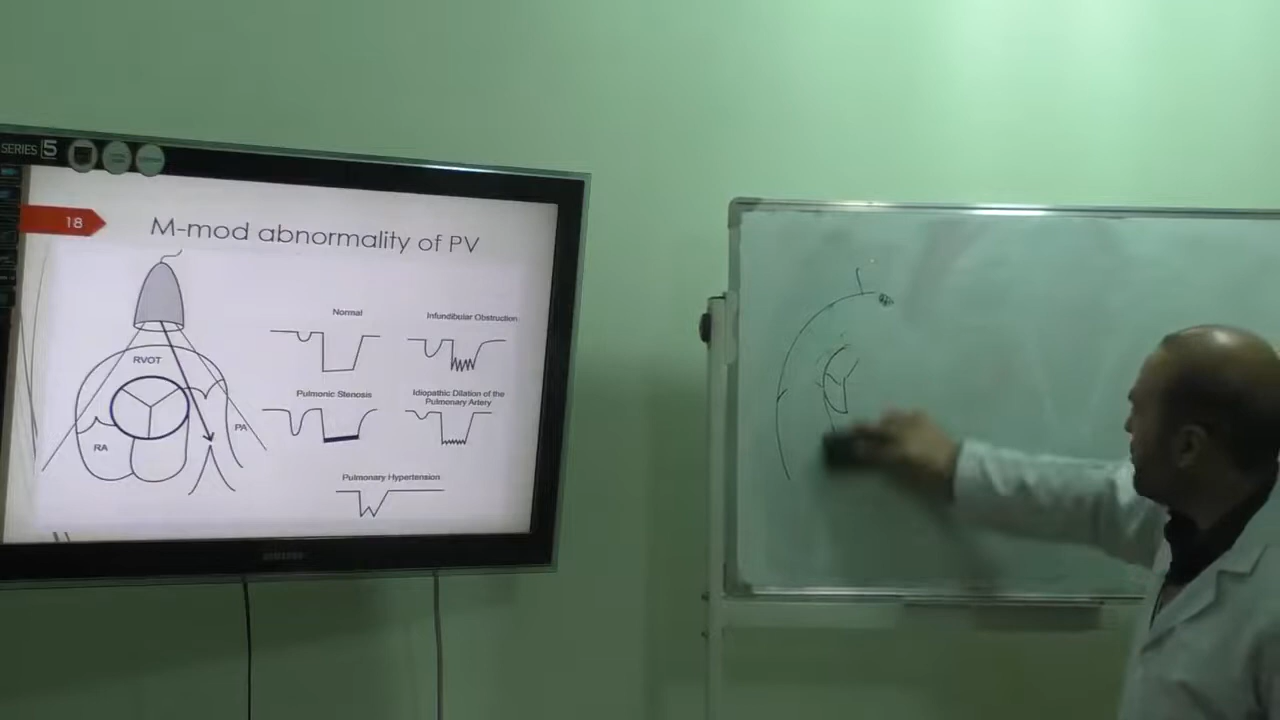 SERIES 5
18
M-mod abnormality of PV
RVOT
RA
PA
Normal
Infundibular Obstruction
Pulmonic Stenosis
Idiopathic Dilation of the
Pulmonary Artery
Pulmonary Hypertension
SAMSUNG